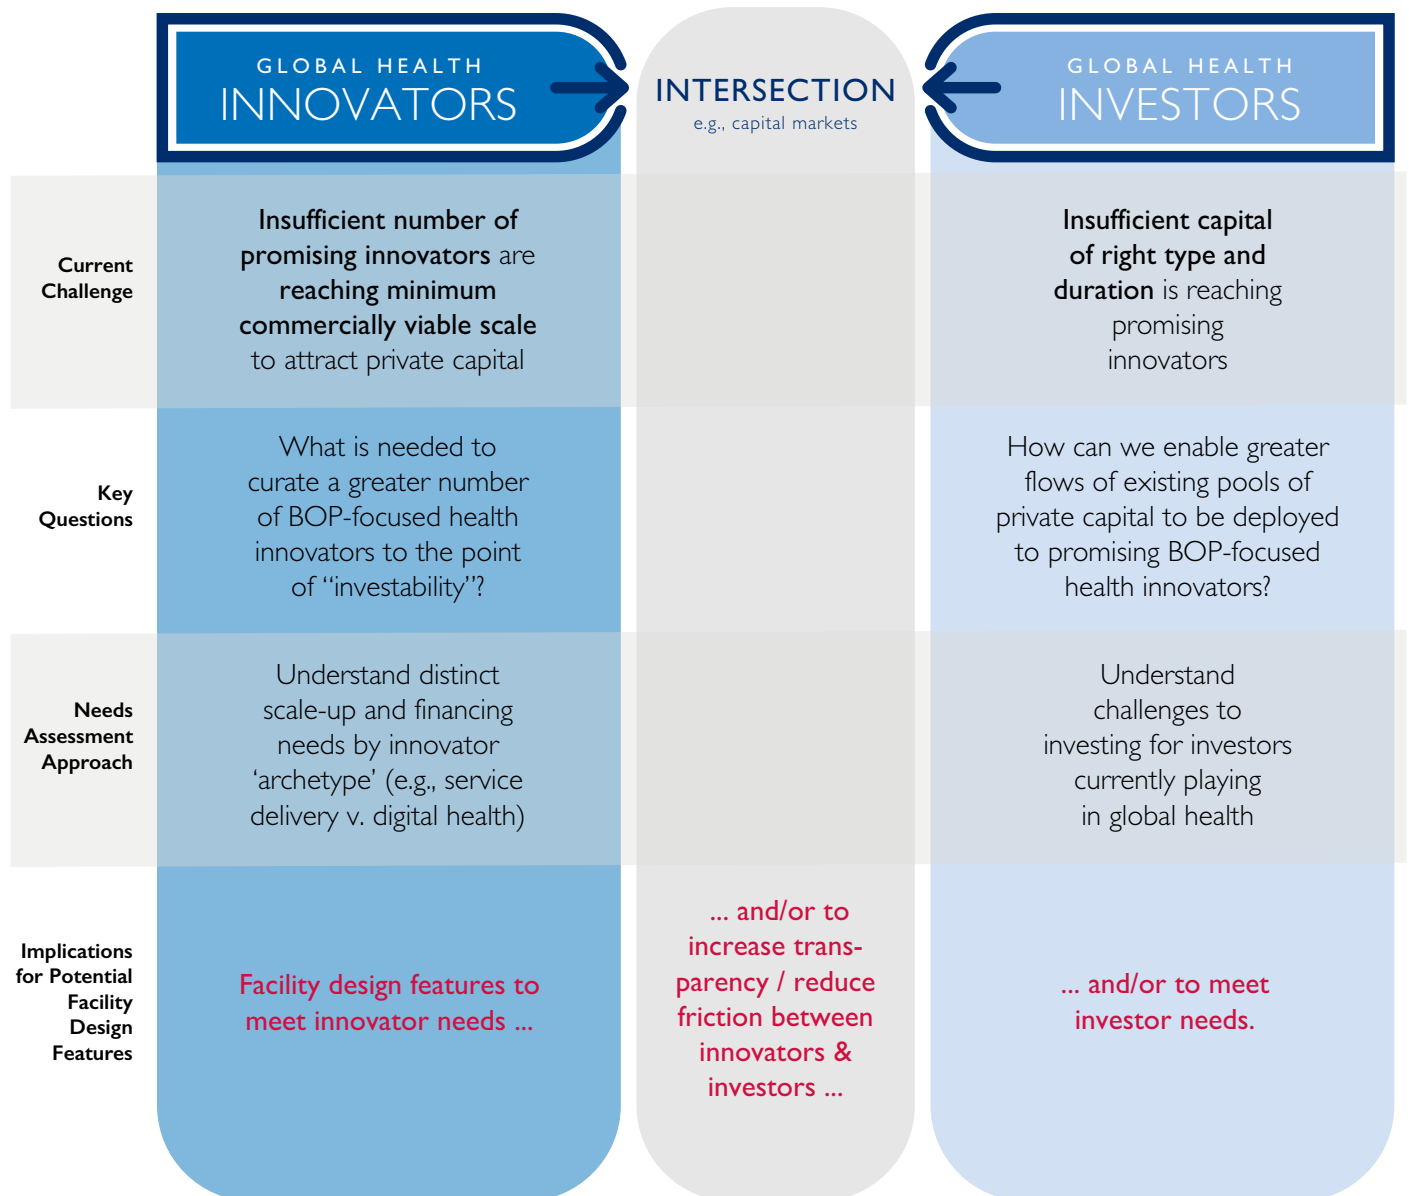 GLOBAL HEALTH
INNOVATORS
INTERSECTION
e.g., capital markets
GLOBAL HEALTH
INVESTORS
Current
Challenge
Insufficient number of
promising innovators are
reaching minimum
commercially viable scale
to attract private capital
Insufficient capital
of right type and
duration is reaching
promising
innovators
Key
Questions
What is needed to
curate a greater number
of BOP-focused health
innovators to the point
of “investability”?
How can we enable greater
flows of existing pools of
private capital to be deployed
to promising BOP-focused
health innovators?
Needs
Assessment
Approach
Understand distinct
scale-up and financing
needs by innovator
‘archetype’ (e.g., service
delivery v. digital health)
Understand
challenges to
investing for investors
currently playing
in global health
Implications
for Potential
Facility
Design
Features
Facility design features to
meet innovator needs ...
... and/or to
increase trans-
parency / reduce
friction between
innovators &
investors ...
... and/or to meet
investor needs.